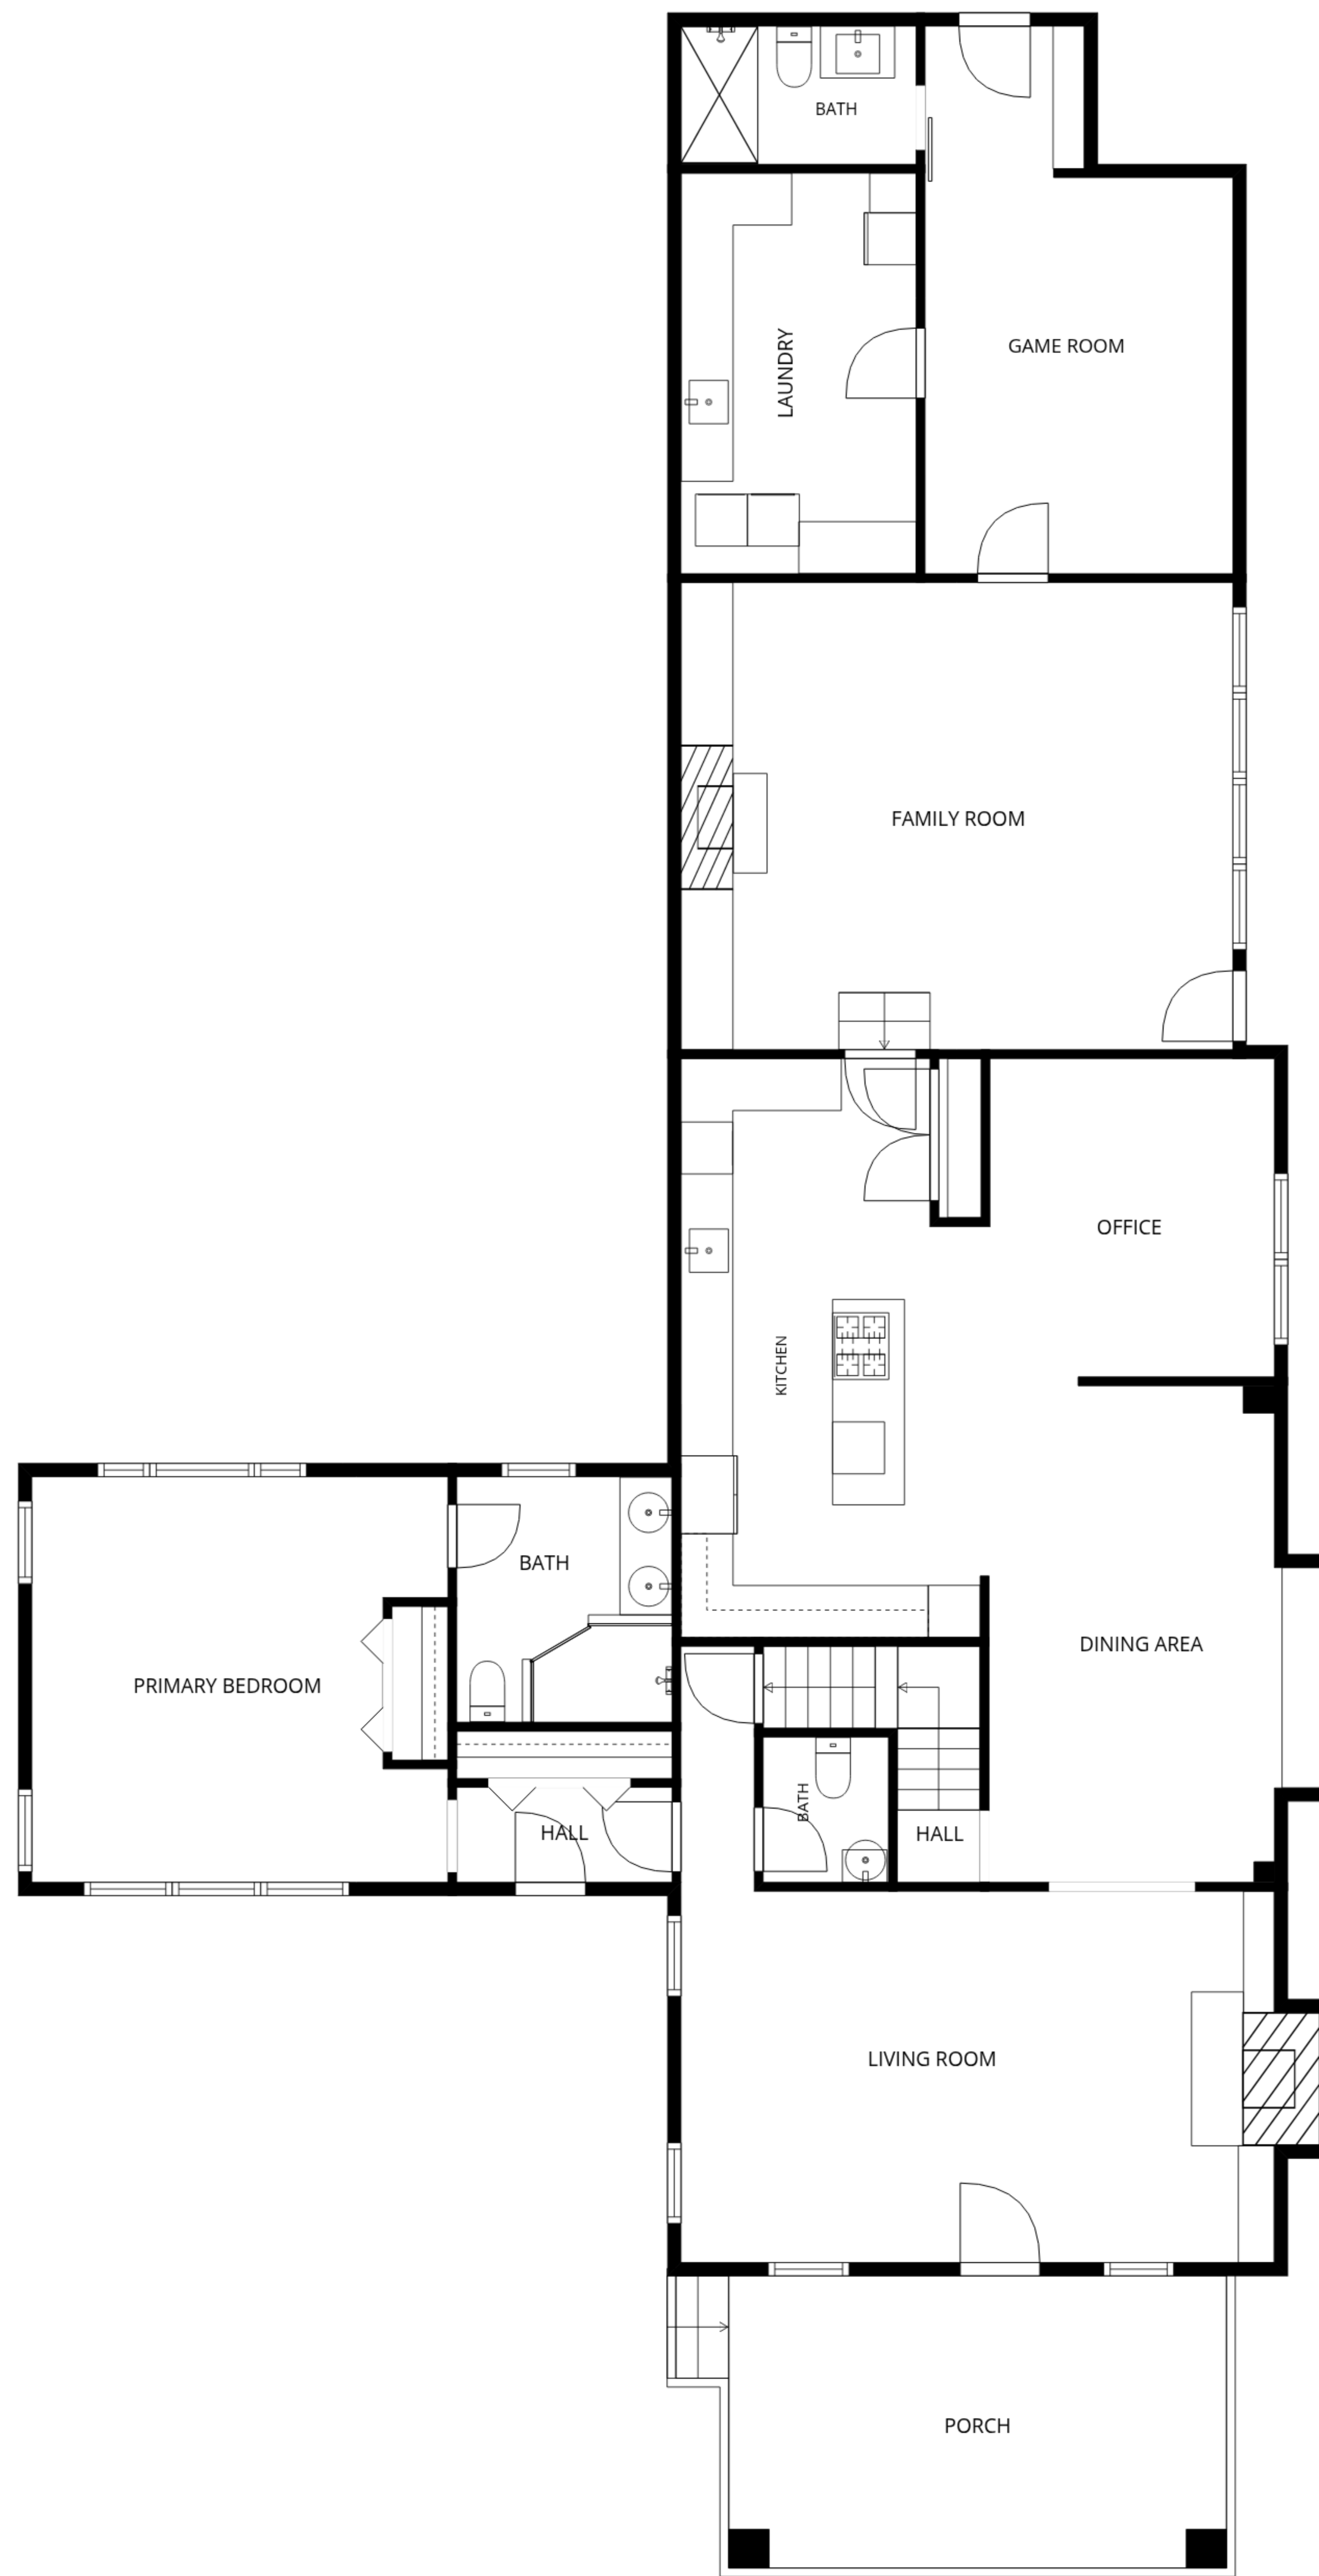 BATH
LAUNDRY
GAME ROOM
FAMILY ROOM
OFFICE
KITCHEN
BATH
DINING AREA
PRIMARY BEDROOM
BATH
HALL
HALL
LIVING ROOM
PORCH